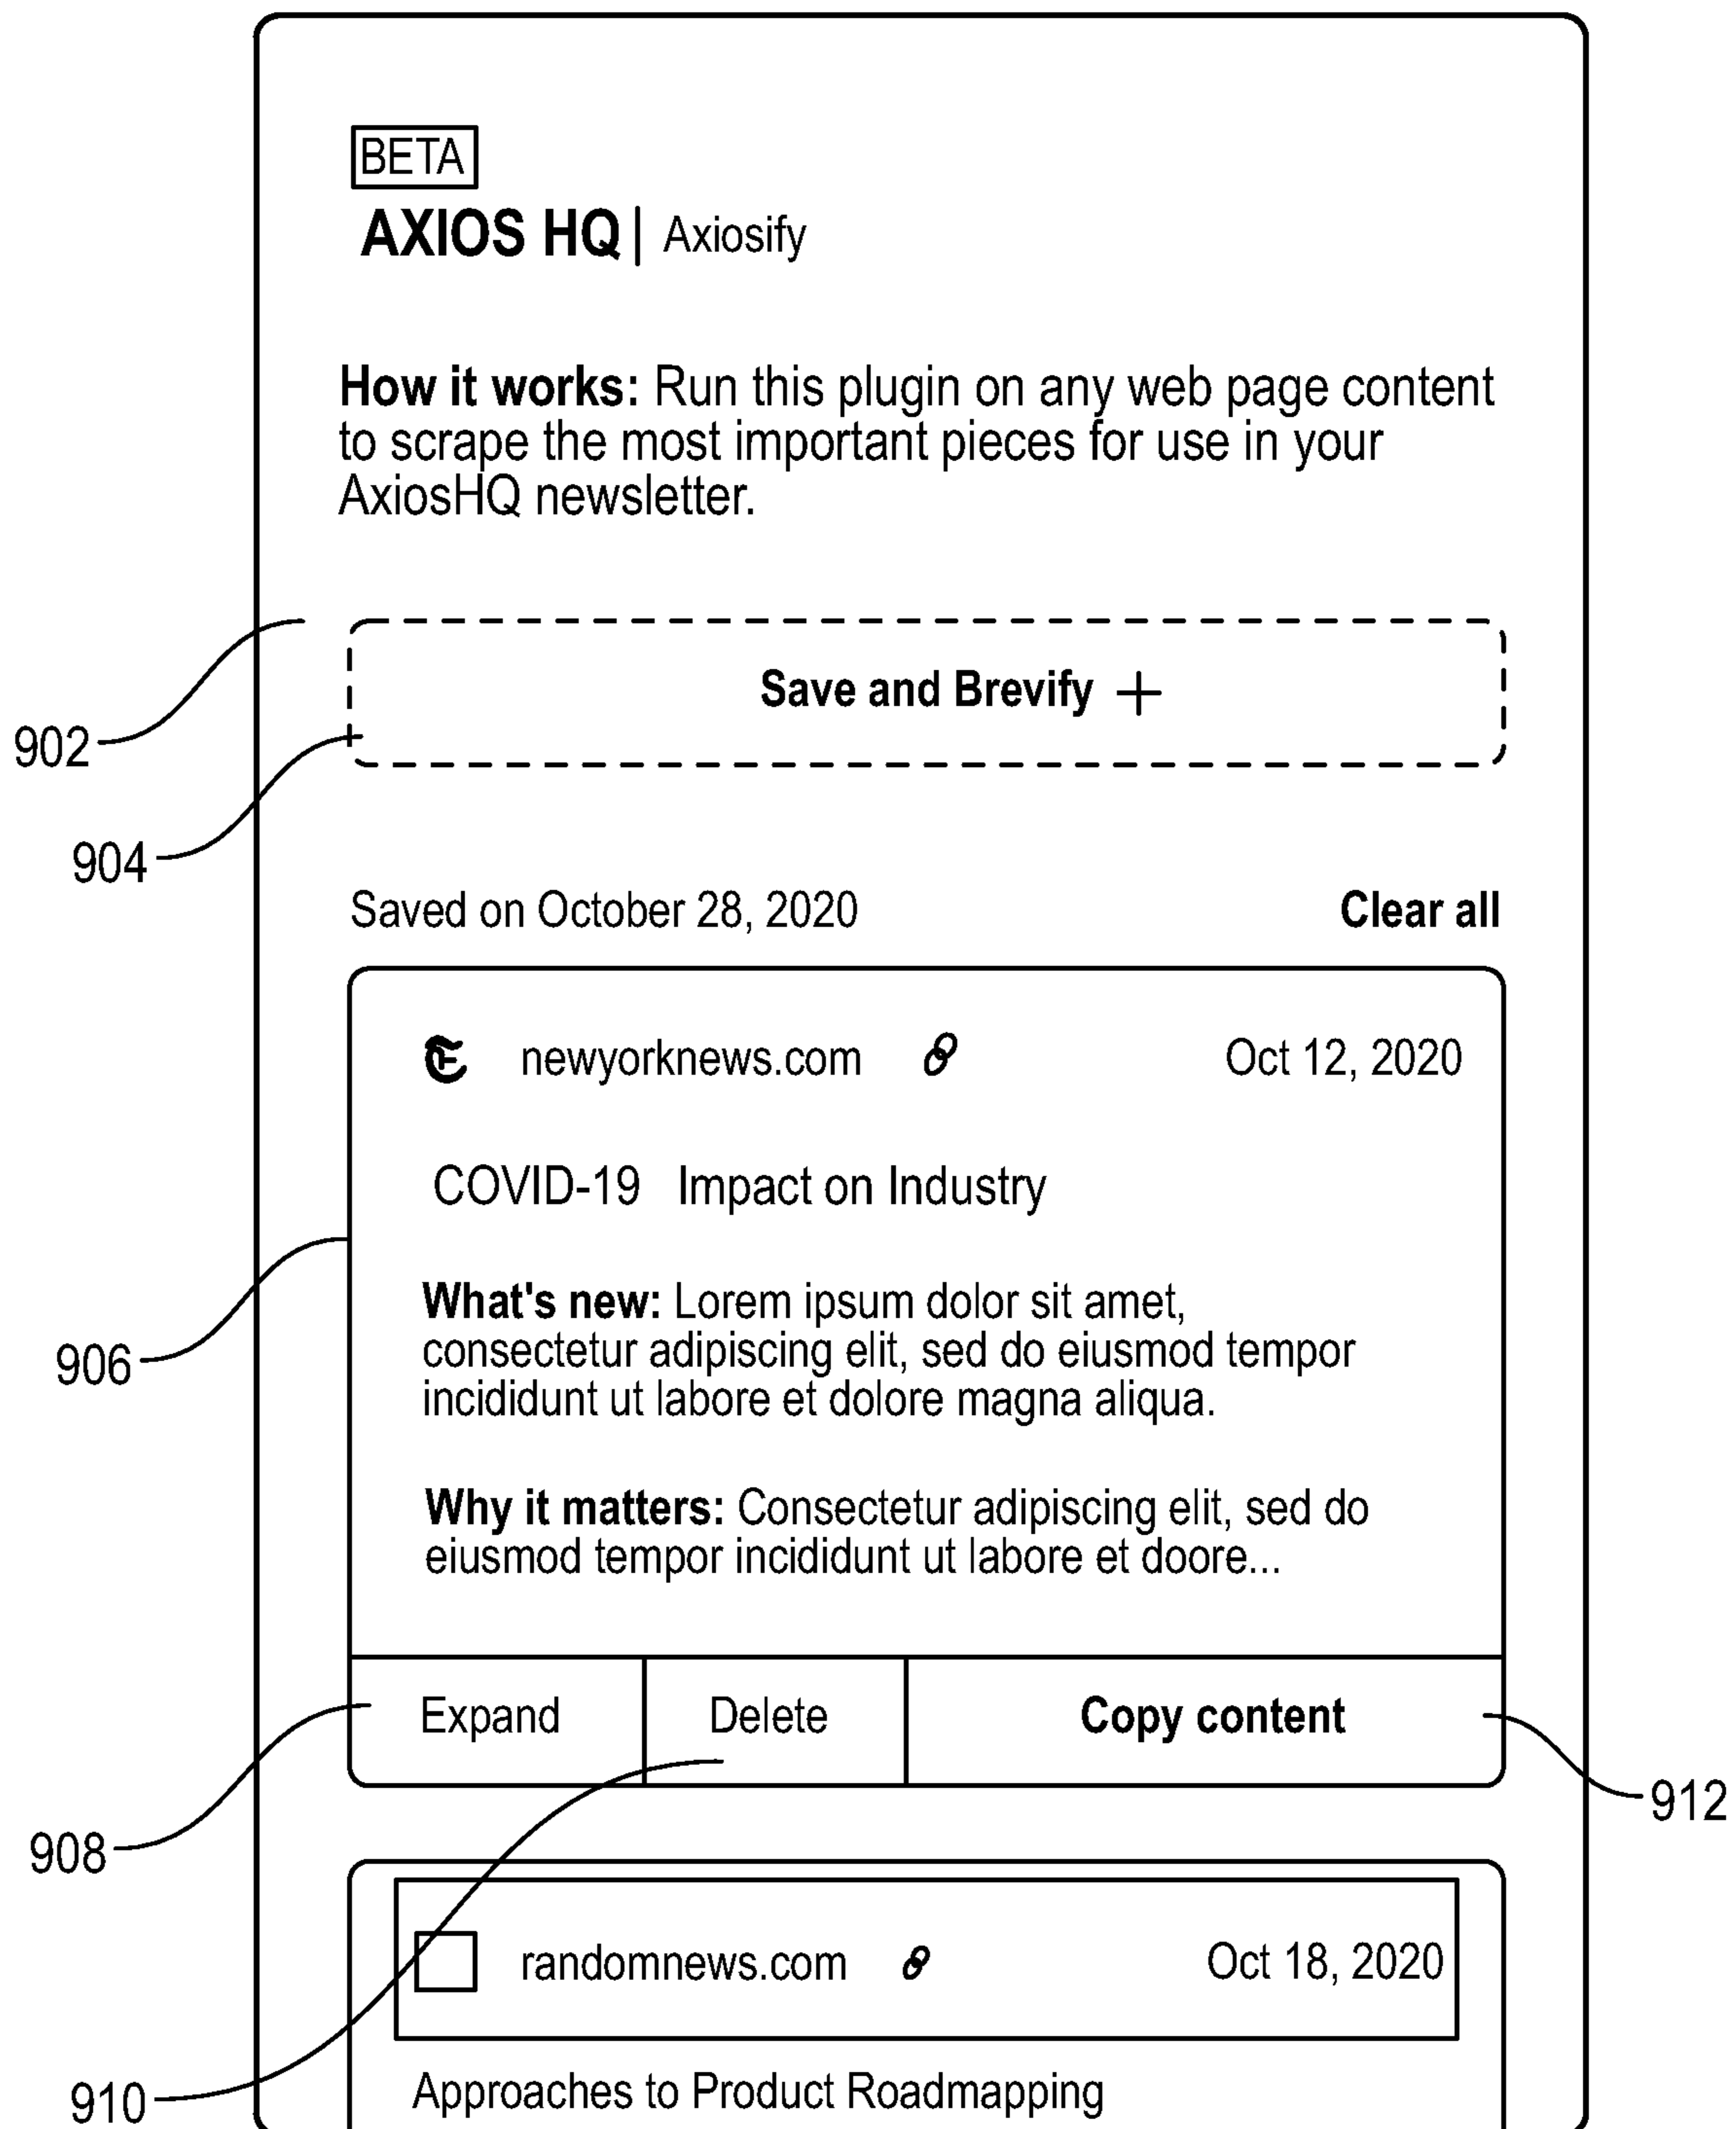 BETA
AXIOS HQ | Axiosify
How it works: Run this plugin on any web page content
to scrape the most important pieces for use in your
AxiosHQ newsletter.
902
Save and Brevify +
904
Saved on October 28, 2020 Clear all
newyorknews.com Oct 12, 2020
COVID-19 Impact on Industry
906
What's new: Lorem ipsum dolor sit amet,
consectetur adipiscing elit, sed do eiusmod tempor
incididunt ut labore et dolore magna aliqua.
Why it matters: Consectetur adipiscing elit, sed do
eiusmod tempor incididunt ut labore et doore...
Expand Delete Copy content
912
908
randomnews.com Oct 18, 2020
910
Approaches to Product Roadmapping